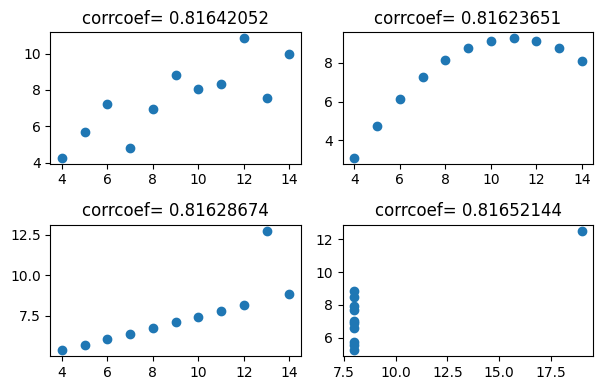 corrcoef= 0.81642052
10
8
6
4
4 6 8 10 12 14
corrcoef= 0.81623651
8
6
4
4 6 8 10 12 14
corrcoef= 0.81628674
12.5
10.0
7.5
4 6 8 10 12 14
corrcoef= 0.81652144
12
10
8
6
7.5 10.0 12.5 15.0 17.5